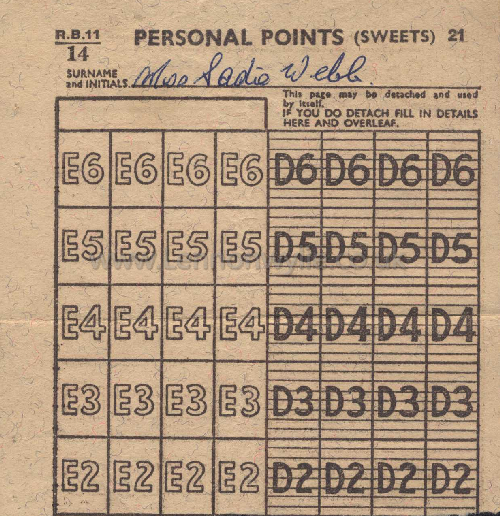 R.B.11
14
PERSONAL POINTS (SWEETS) 21
SURNAME
and INITIALS Miss Sadie Webb.
This page may be detached and used
by itself.
IF YOU DO DETACH FILL IN DETAILS
HERE AND OVERLEAF.
E6 E6 E6 E6 D6 D6 D6 D6
E5 E5 E5 E5 D5 D5 D5 D5
E4 E4 E4 E4 D4 D4 D4 D4
E3 E3 E3 E3 D3 D3 D3 D3
E2 E2 E2 E2 D2 D2 D2 D2